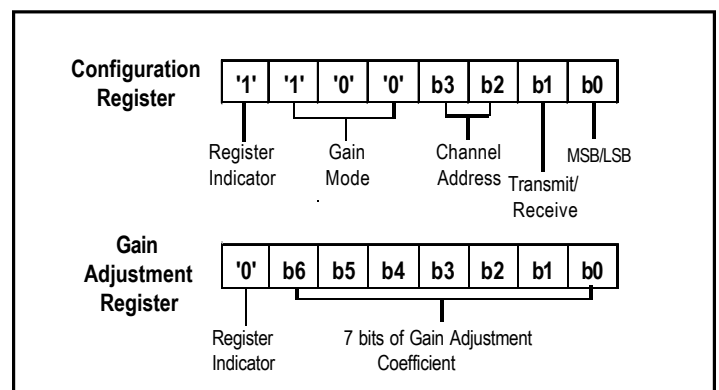 Configuration
Register
'1' '1' '0' '0' b3 b2 b1 b0
Register
Indicator
Gain
Mode
Channel
Address
Transmit/
Receive
MSB/LSB
Gain
Adjustment
Register
'0' b6 b5 b4 b3 b2 b1 b0
Register
Indicator
7 bits of Gain Adjustment
Coefficient